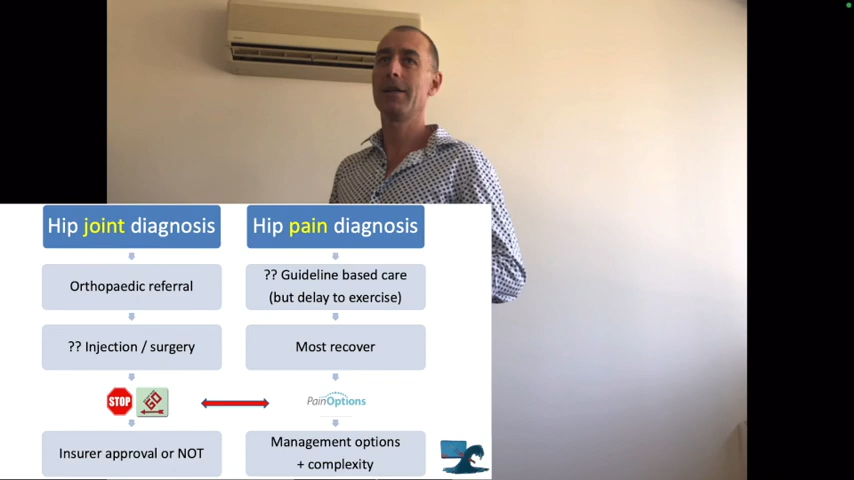 Hip joint diagnosis
Orthopaedic referral
?? Injection / surgery
STOP
GO
Insurer approval or NOT
Hip pain diagnosis
?? Guideline based care
(but delay to exercise)
Most recover
PainOptions
Management options
+ complexity